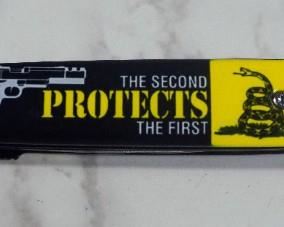 THE SECOND
PROTECTS
THE FIRST